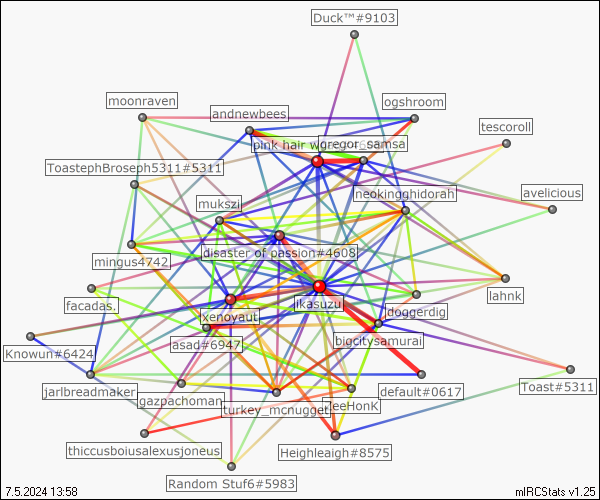 Duck™#9103
moonraven
ogshroom
andnewbees
tescoroll
pink hair w
gregor_samsa
ToastephBroseph5311#5311
neokingghidorah
avelicious
mukszi
disaster of passion#4608
mingus4742
lahnk
facadas.
ikasuzu
doggerdig
xenoyaut
bigcitysamurai
asad#6947
Knowun#6424
Toast#5311
jarlbreadmaker
default#0617
gazpachoman
turkey_mcnugget
HeeHonK
thiccusboiusalexusjoneus
Heighleaigh#8575
Random Stuf6#5983
7.5.2024 13:58
mIRCStats v1.25